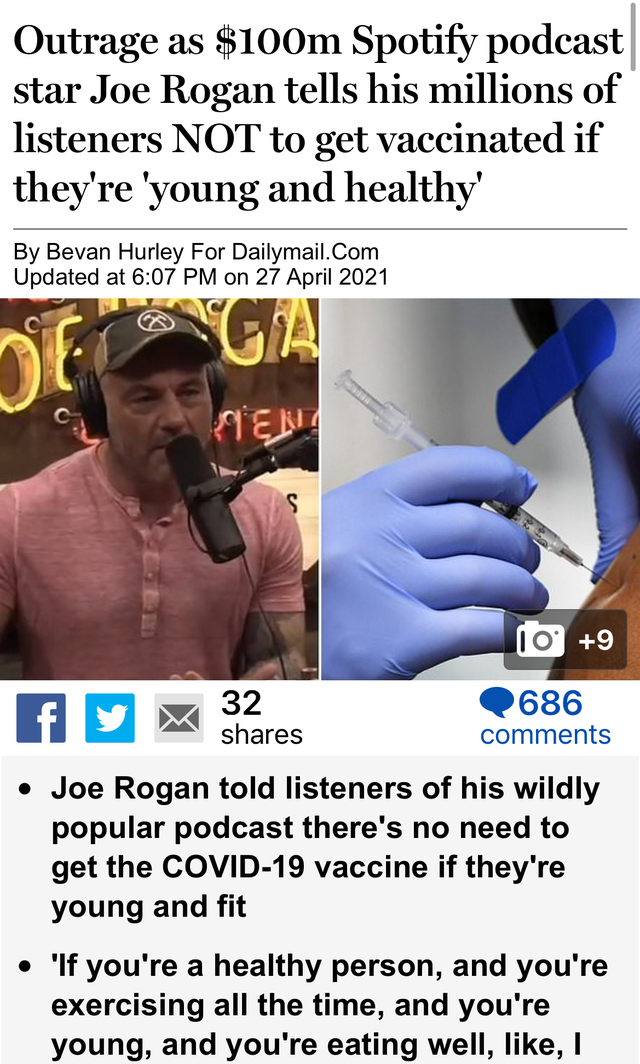 Outrage as $100m Spotify podcast
star Joe Rogan tells his millions of
listeners NOT to get vaccinated if
they're 'young and healthy'
By Bevan Hurley For Dailymail.Com
Updated at 6:07 PM on 27 April 2021
OE ROGA
RIENC
S
+9
32
shares
686
comments
• Joe Rogan told listeners of his wildly
popular podcast there's no need to
get the COVID-19 vaccine if they're
young and fit
• 'If you're a healthy person, and you're
exercising all the time, and you're
young, and you're eating well, like, I